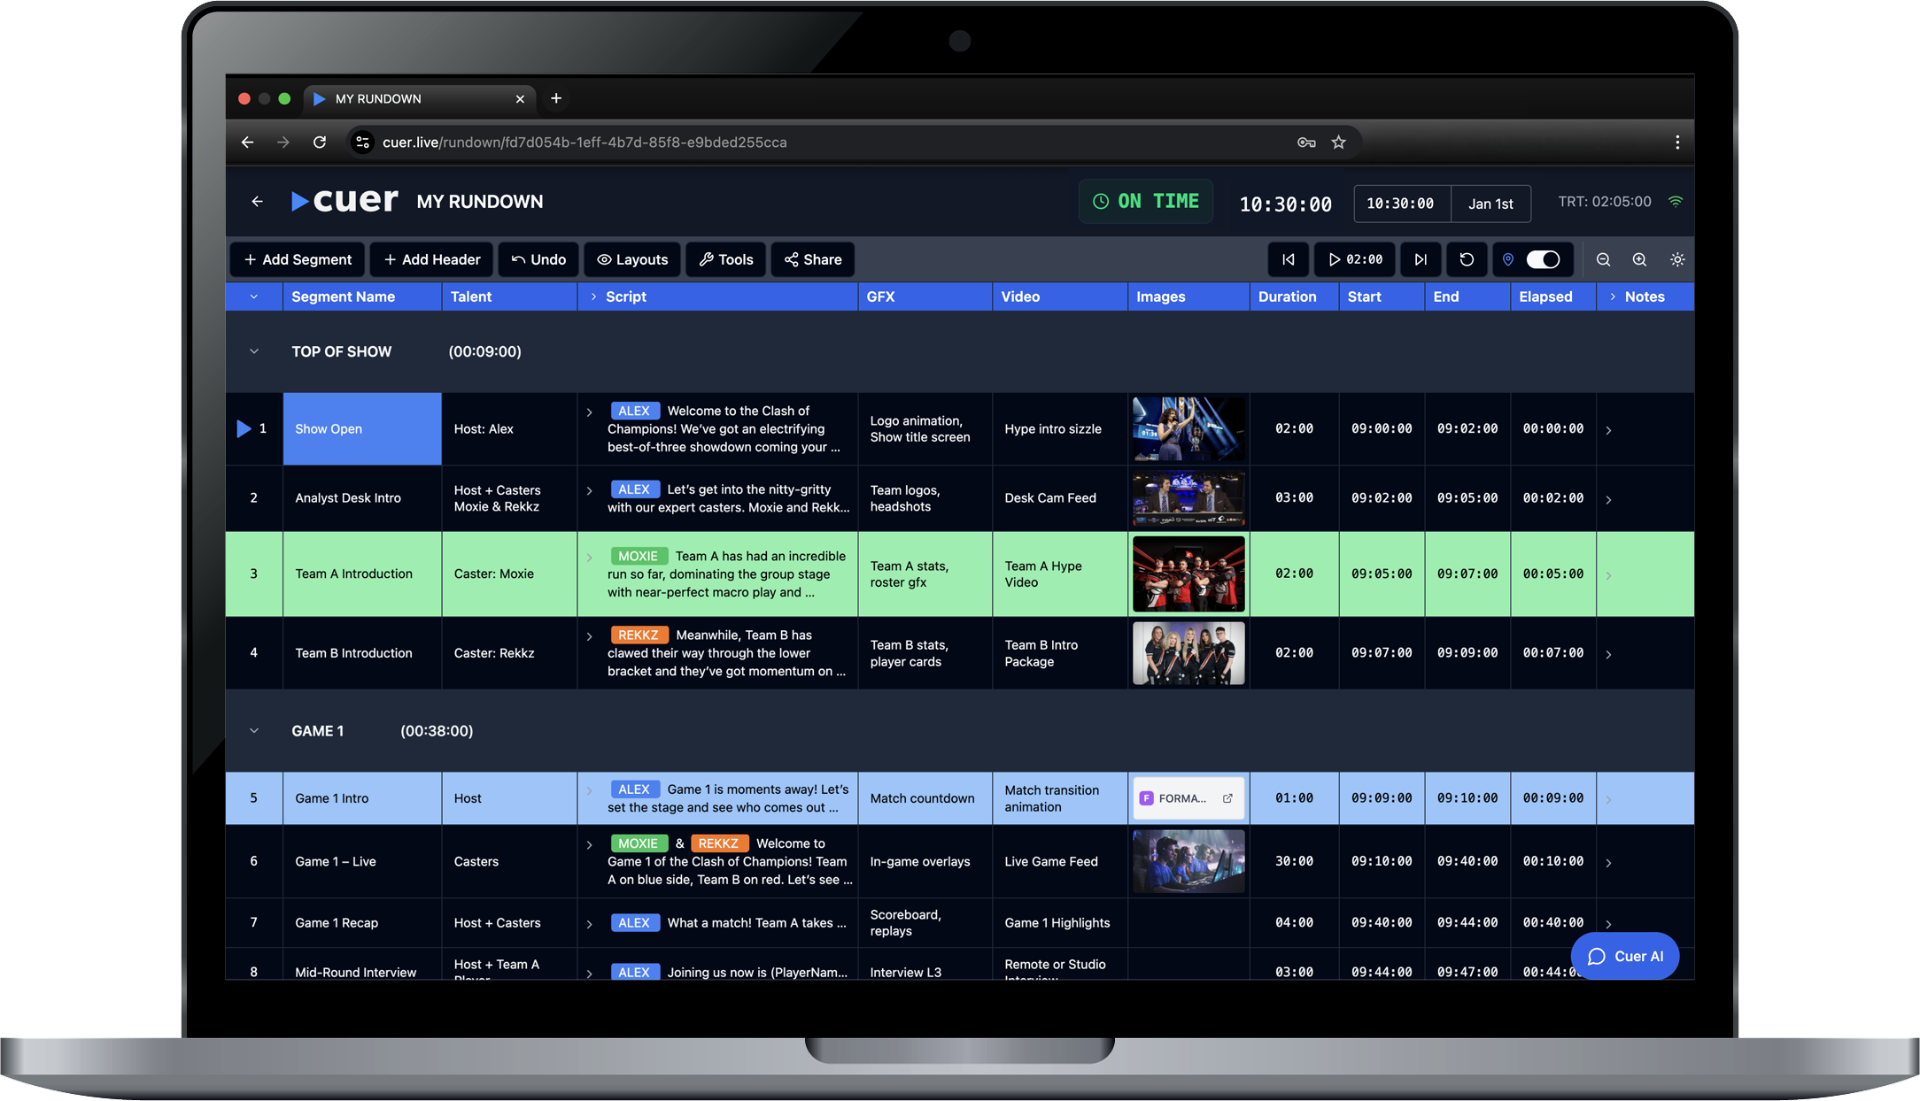 MY RUNDOWN
cuer.live/rundown/fd7d054b-1eff-4b7d-85f8-e9bded255cca
cuer MY RUNDOWN ON TIME 10:30:00 10:30:00 Jan 1st TRT: 02:05:00
Add Segment Add Header Undo Layouts Tools Share 02:00
Segment Name Talent Script GFX Video Images Duration Start End Elapsed Notes
TOP OF SHOW (00:09:00)
1 Show Open Host: Alex
ALEX Welcome to the Clash of
Champions! We've got an electrifying
best-of-three showdown coming your ...
Logo animation,
Show title screen
Hype intro sizzle
02:00 09:00:00 09:02:00 00:00:00
2 Analyst Desk Intro
Host + Casters
Moxie & Rekkz
ALEX Let's get into the nitty-gritty
with our expert casters. Moxie and Rekk...
Team logos,
headshots
Desk Cam Feed
03:00 09:02:00 09:05:00 00:02:00
3 Team A Introduction Caster: Moxie
MOXIE Team A has had an incredible
run so far, dominating the group stage
with near-perfect macro play and ...
Team A stats,
roster gfx
Team A Hype
Video
02:00 09:05:00 09:07:00 00:05:00
4 Team B Introduction Caster: Rekkz
REKKZ Meanwhile, Team B has
clawed their way through the lower
bracket and they've got momentum on ...
Team B stats,
player cards
Team B Intro
Package
02:00 09:07:00 09:09:00 00:07:00
GAME 1 (00:38:00)
5 Game 1 Intro Host
ALEX Game 1 is moments away! Let's
set the stage and see who comes out ...
Match countdown
Match transition
animation
F FORMA...
01:00 09:09:00 09:10:00 00:09:00
6 Game 1 – Live Casters
MOXIE & REKKZ Welcome to
Game 1 of the Clash of Champions! Team
A on blue side, Team B on red. Let's see ...
In-game overlays
Live Game Feed
30:00 09:10:00 09:40:00 00:10:00
7 Game 1 Recap Host + Casters
ALEX What a match! Team A takes ...
Scoreboard,
replays
Game 1 Highlights
04:00 09:40:00 09:44:00 00:40:00
8 Mid-Round Interview
Host + Team A
Player
ALEX Joining us now is (PlayerNam...
Interview L3
Remote or Studio
Interview
03:00 09:44:00 09:47:00 00:44:0
Cuer AI